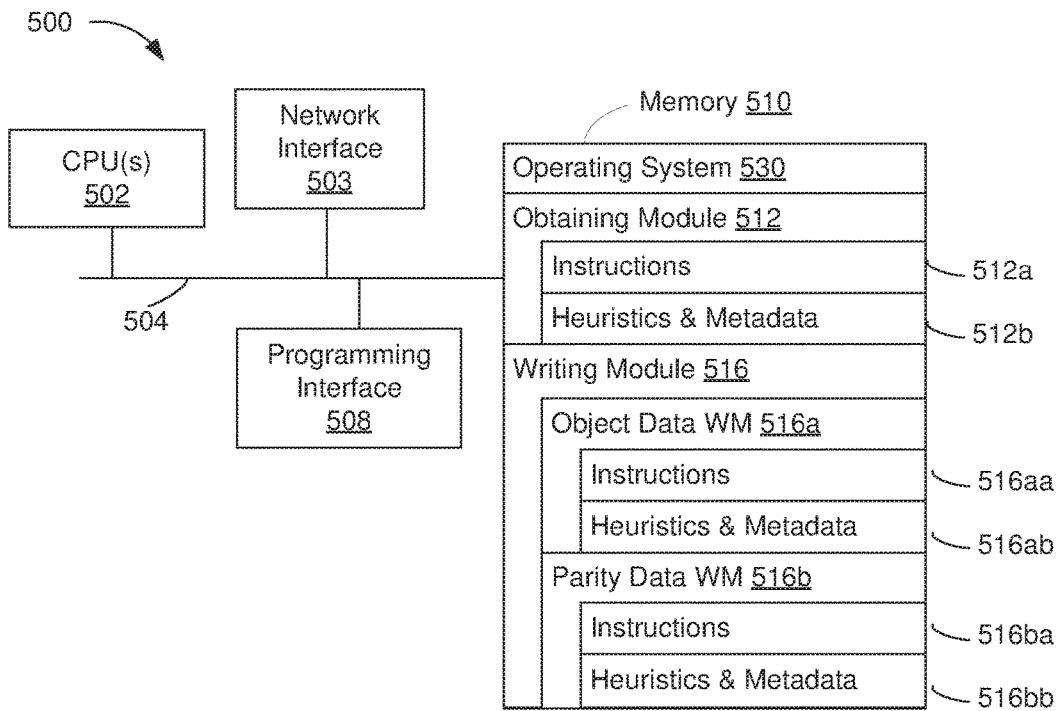 500
CPU(s)
502
Network
Interface
503
504
Programming
Interface
508
Memory 510
Operating System 530
Obtaining Module 512
Instructions
512a
Heuristics & Metadata
512b
Writing Module 516
Object Data WM 516a
Instructions
516aa
Heuristics & Metadata
516ab
Parity Data WM 516b
Instructions
516ba
Heuristics & Metadata
516bb